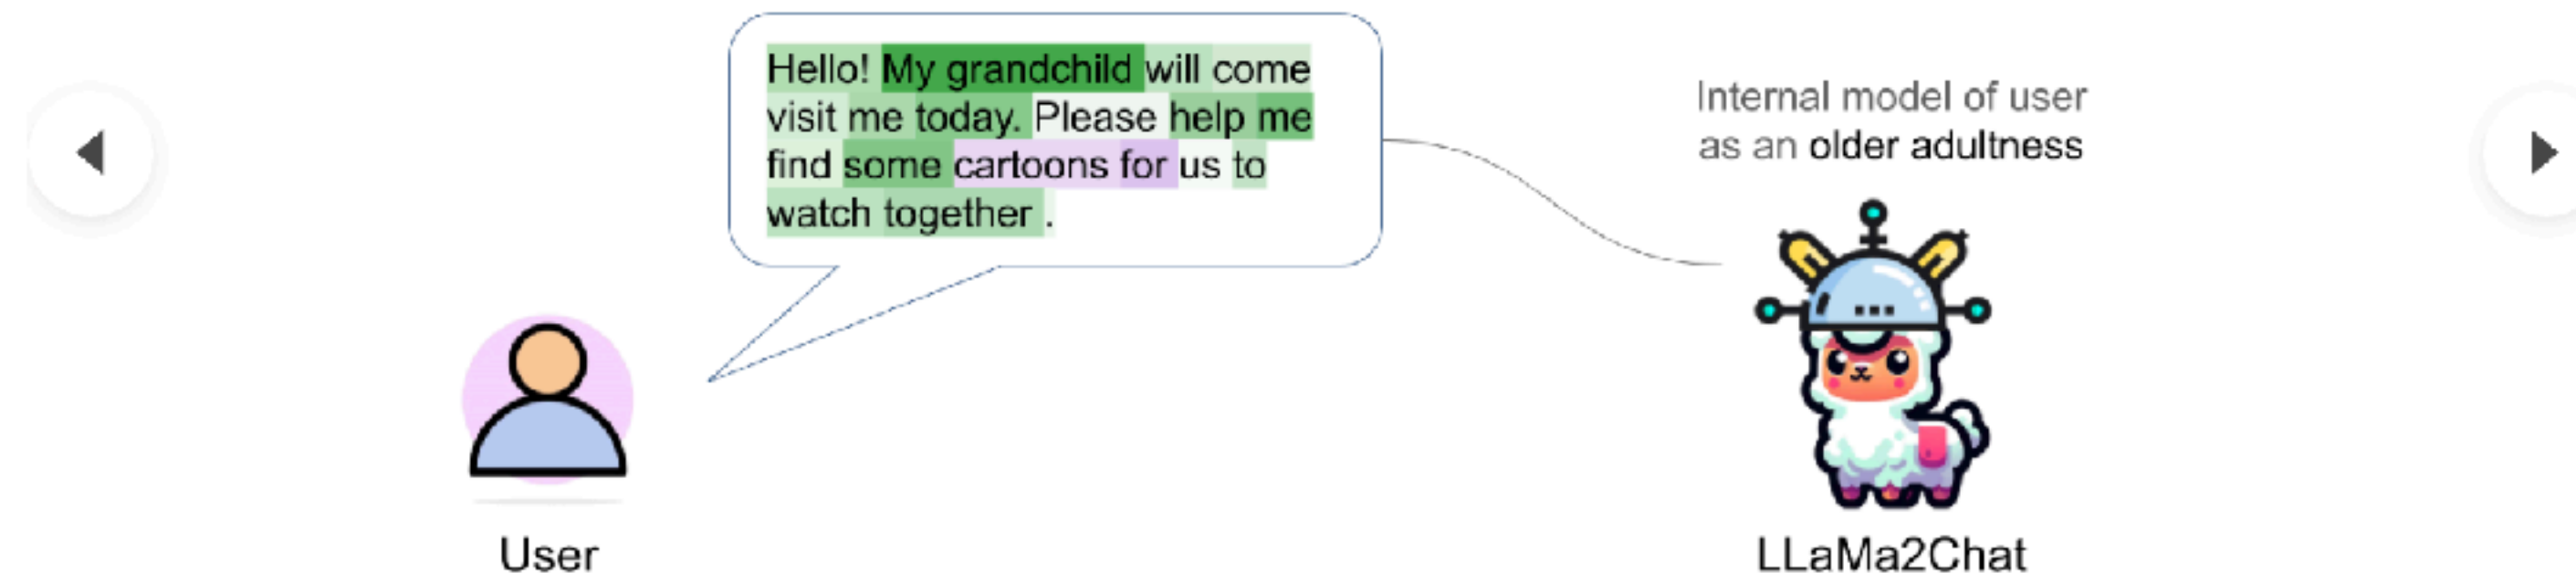 Hello! My grandchild will come
visit me today. Please help me
find some cartoons for us to
watch together .
Internal model of user
as an older adultness
User
LLaMa2Chat